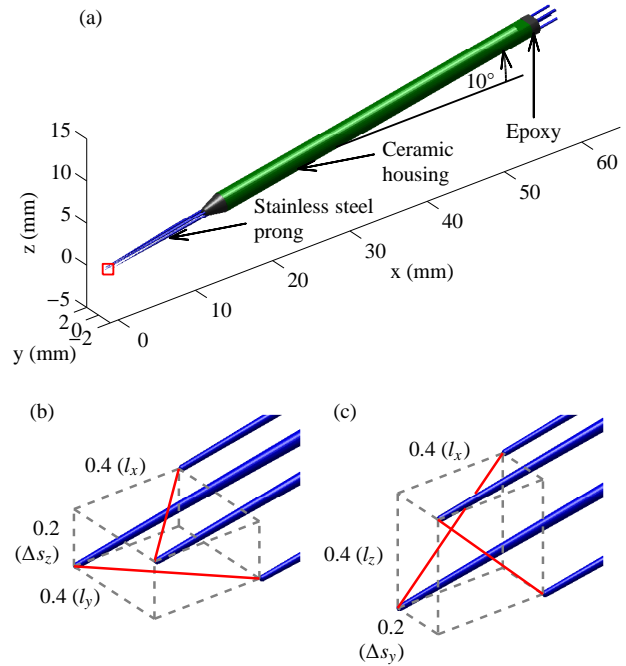 (a)
10°
Epoxy
Ceramic
housing
Stainless steel
prong
15
10
5
0
−5
z (mm)
2
0
−2
y (mm)
0
10
20
30
40
50
60
x (mm)
(b)
0.4 (lx)
0.2
(Δsz)
0.4 (ly)
(c)
0.4 (lx)
0.4 (lz)
0.2
(Δsy)